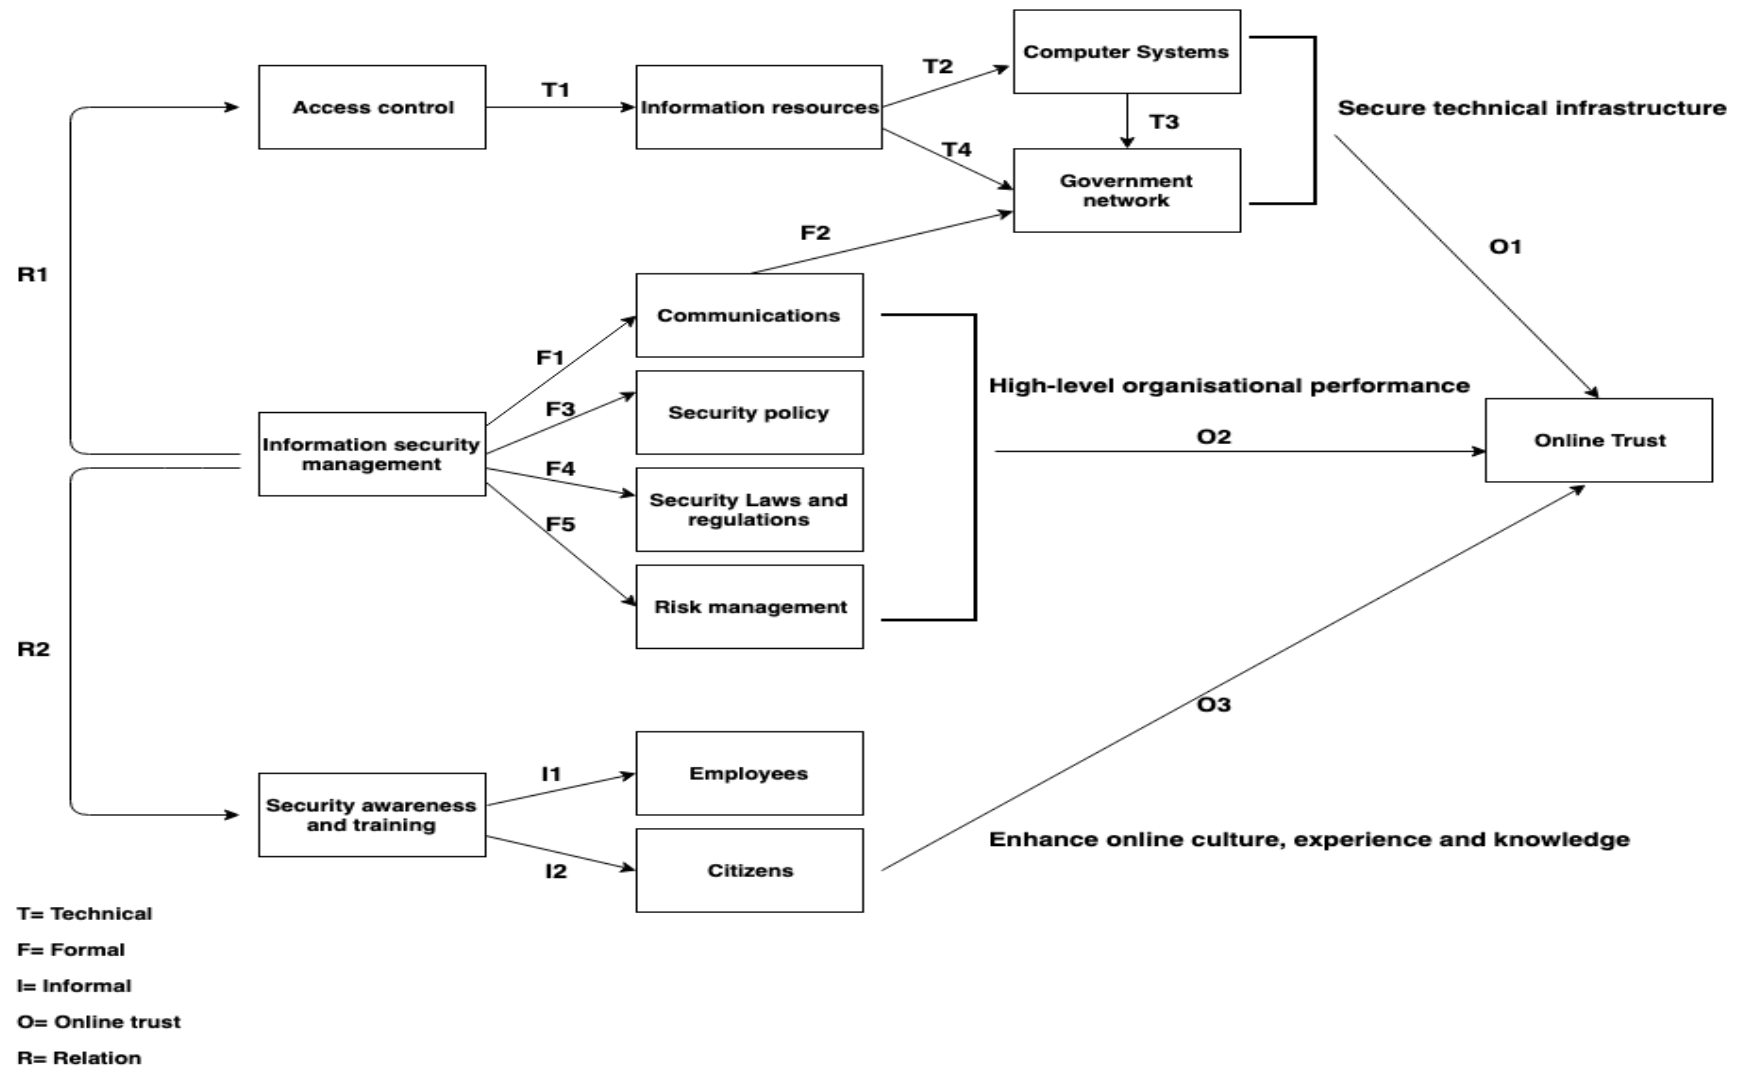 Computer Systems
T2
Access control
T1
Information resources
Secure technical infrastructure
T3
T4
Government
network
F2
O1
R1
Communications
F1
High-level organisational performance
F3
Security policy
O2
Online Trust
Information security
management
F4
Security Laws and
regulations
F5
Risk management
R2
O3
I1
Employees
Security awareness
and training
Enhance online culture, experience and knowledge
I2
Citizens
T= Technical
F= Formal
I= Informal
O= Online trust
R= Relation